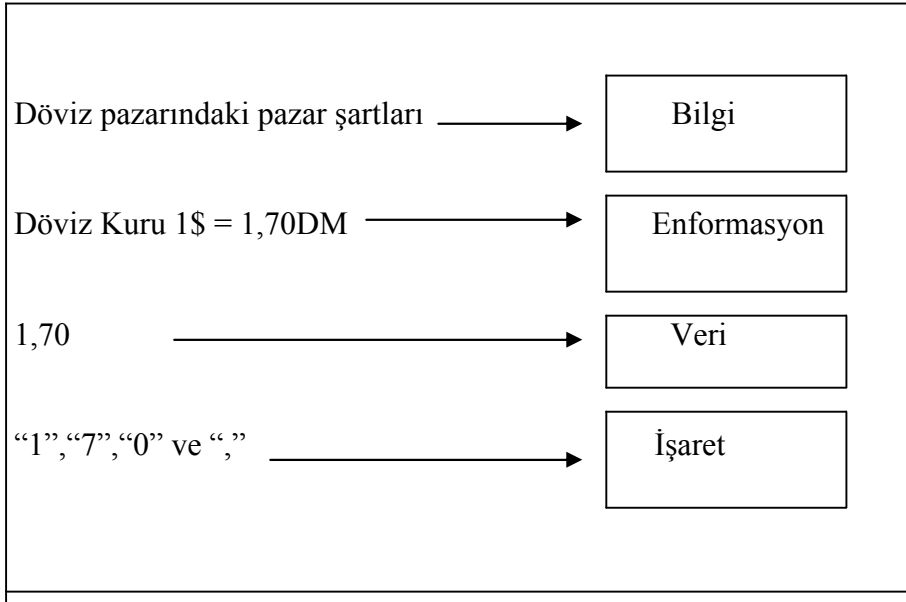 Döviz pazarındaki pazar şartları Bilgi
Döviz Kuru 1$ = 1,70DM Enformasyon
1,70 Veri
“1”,“7”,“0” ve “,” İşaret